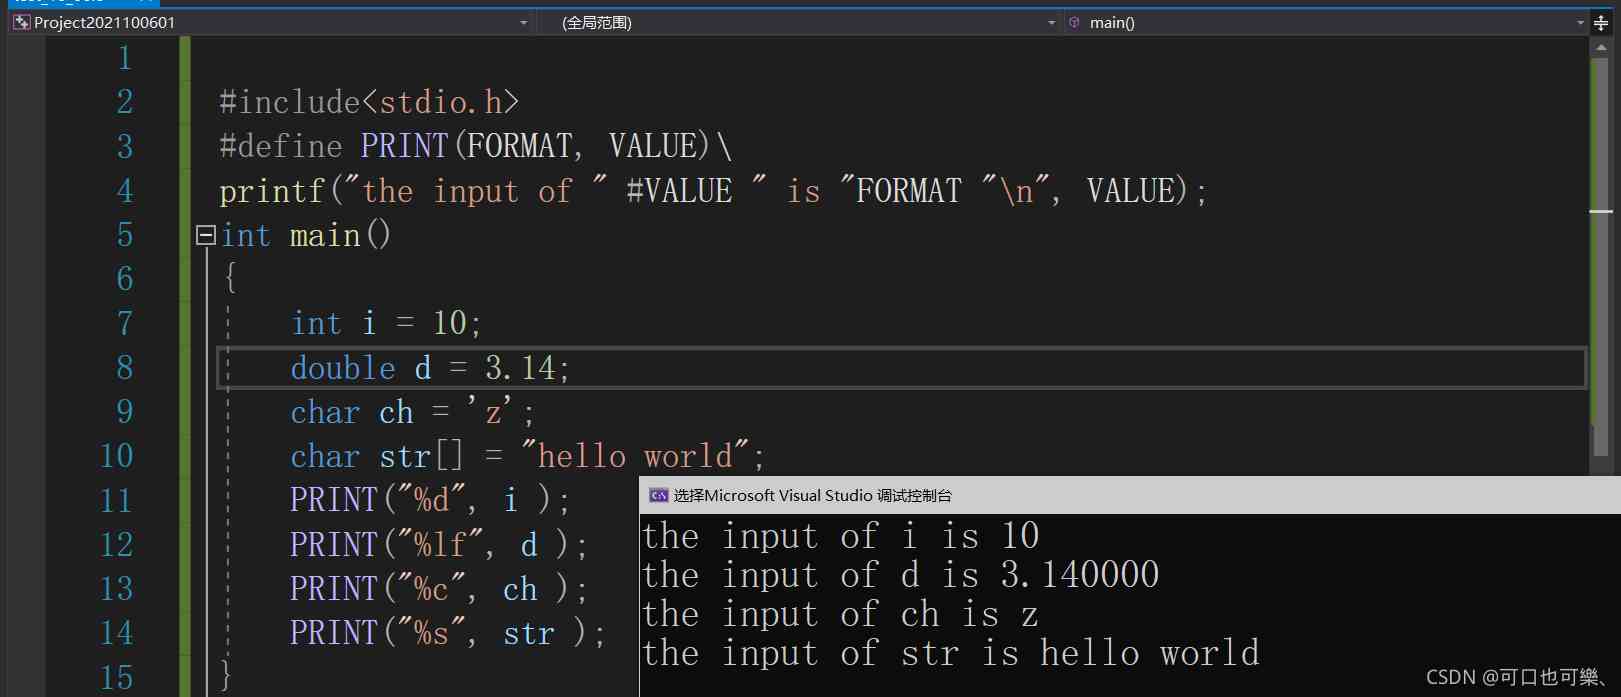 Project2021100601 (全局范围) main()
1
2 #include<stdio.h>
3 #define PRINT(FORMAT, VALUE)\
4 printf("the input of " #VALUE " is "FORMAT "\n", VALUE);
5 int main()
6 {
7 int i = 10;
8 double d = 3.14;
9 char ch = 'z';
10 char str[] = "hello world";
11 PRINT("%d", i );
12 PRINT("%lf", d );
13 PRINT("%c", ch );
14 PRINT("%s", str );
15 }
选择Microsoft Visual Studio 调试控制台
the input of i is 10
the input of d is 3.140000
the input of ch is z
the input of str is hello world
CSDN @可口也可樂、